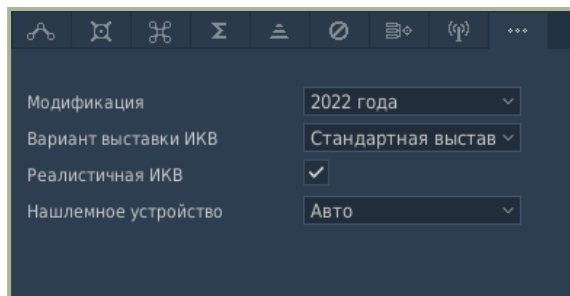 Модификация 2022 года
Вариант выставки ИКВ Стандартная выстав
Реалистичная ИКВ
Нашлемное устройство Авто